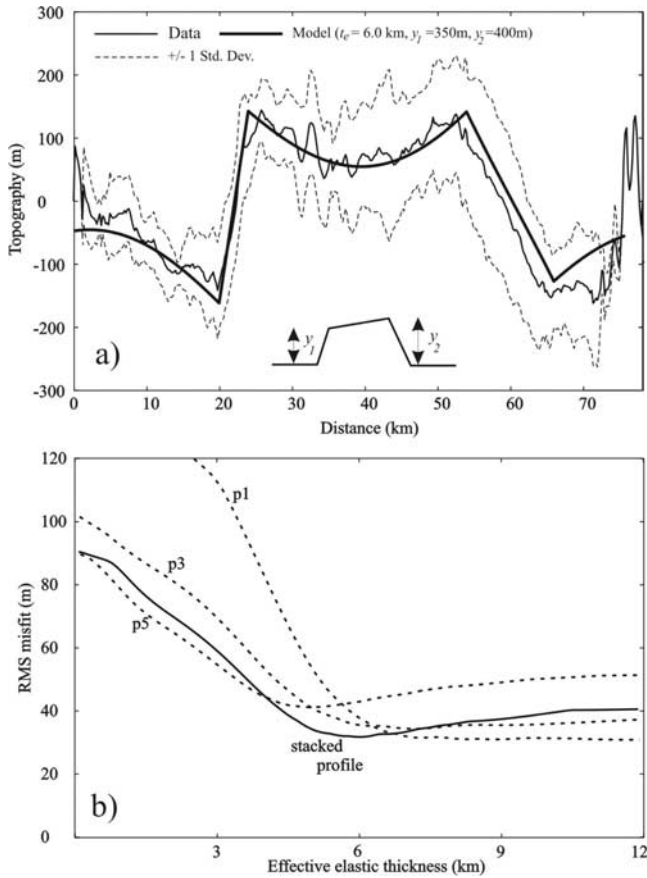 Data
Model (te = 6.0 km, y1 =350m, y2=400m)
+/- 1 Std. Dev.
300
200
100
0
-100
-200
-300
Topography (m)
a)
y1
y2
0
10
20
30
40
50
60
70
Distance (km)
120
100
80
60
40
20
0
RMS misfit (m)
p1
p3
p5
stacked
profile
b)
3
6
9
12
Effective elastic thickness (km)